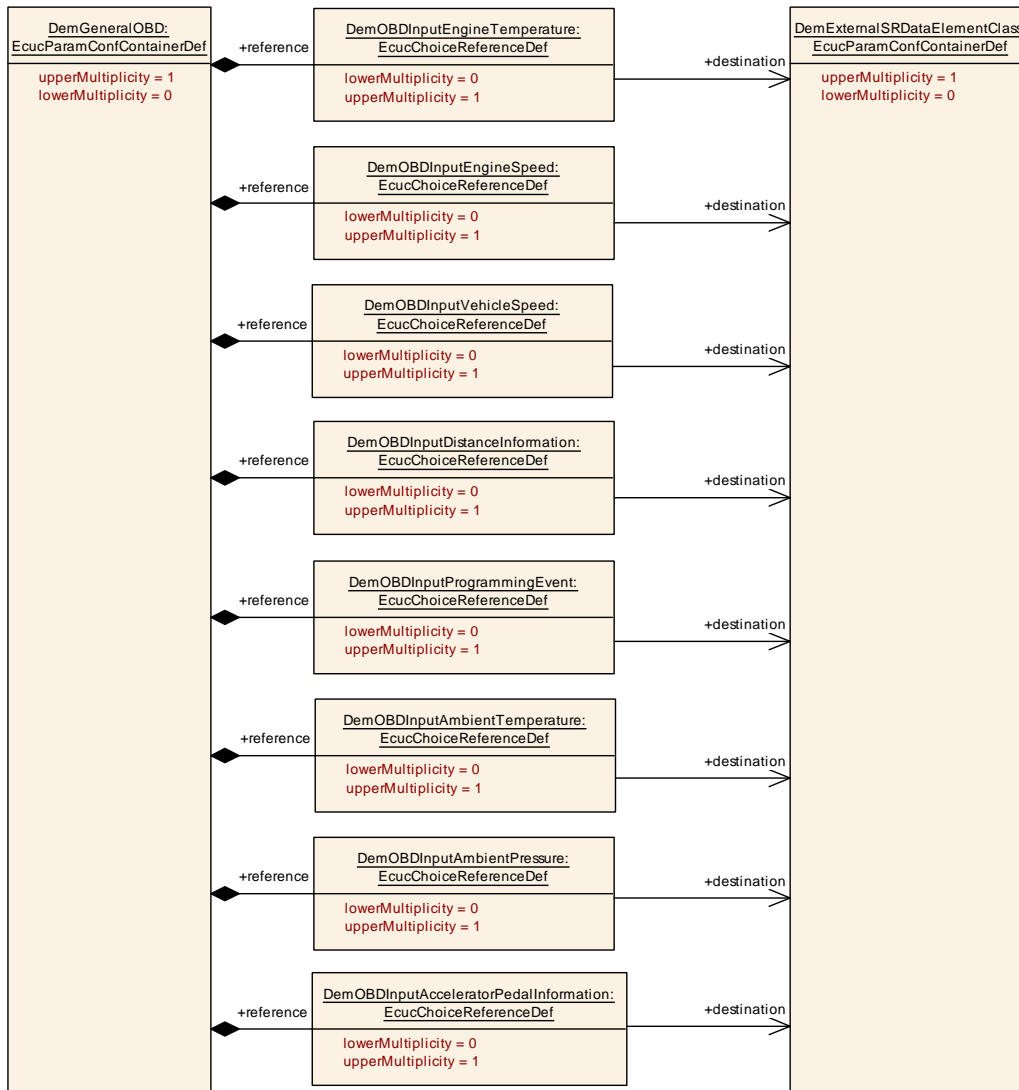 DemGeneralOBD:
EcucParamConfContainerDef
upperMultiplicity = 1
lowerMultiplicity = 0
+reference
DemOBDInputEngineTemperature:
EcucChoiceReferenceDef
lowerMultiplicity = 0
upperMultiplicity = 1
+destination
DemExternalSRDataElementClass
EcucParamConfContainerDef
upperMultiplicity = 1
lowerMultiplicity = 0
+reference
DemOBDInputEngineSpeed:
EcucChoiceReferenceDef
lowerMultiplicity = 0
upperMultiplicity = 1
+destination
+reference
DemOBDInputVehicleSpeed:
EcucChoiceReferenceDef
lowerMultiplicity = 0
upperMultiplicity = 1
+destination
+reference
DemOBDInputDistanceInformation:
EcucChoiceReferenceDef
lowerMultiplicity = 0
upperMultiplicity = 1
+destination
+reference
DemOBDInputProgrammingEvent:
EcucChoiceReferenceDef
lowerMultiplicity = 0
upperMultiplicity = 1
+destination
+reference
DemOBDInputAmbientTemperature:
EcucChoiceReferenceDef
lowerMultiplicity = 0
upperMultiplicity = 1
+destination
+reference
DemOBDInputAmbientPressure:
EcucChoiceReferenceDef
lowerMultiplicity = 0
upperMultiplicity = 1
+destination
+reference
DemOBDInputAcceleratorPedalInformation:
EcucChoiceReferenceDef
lowerMultiplicity = 0
upperMultiplicity = 1
+destination